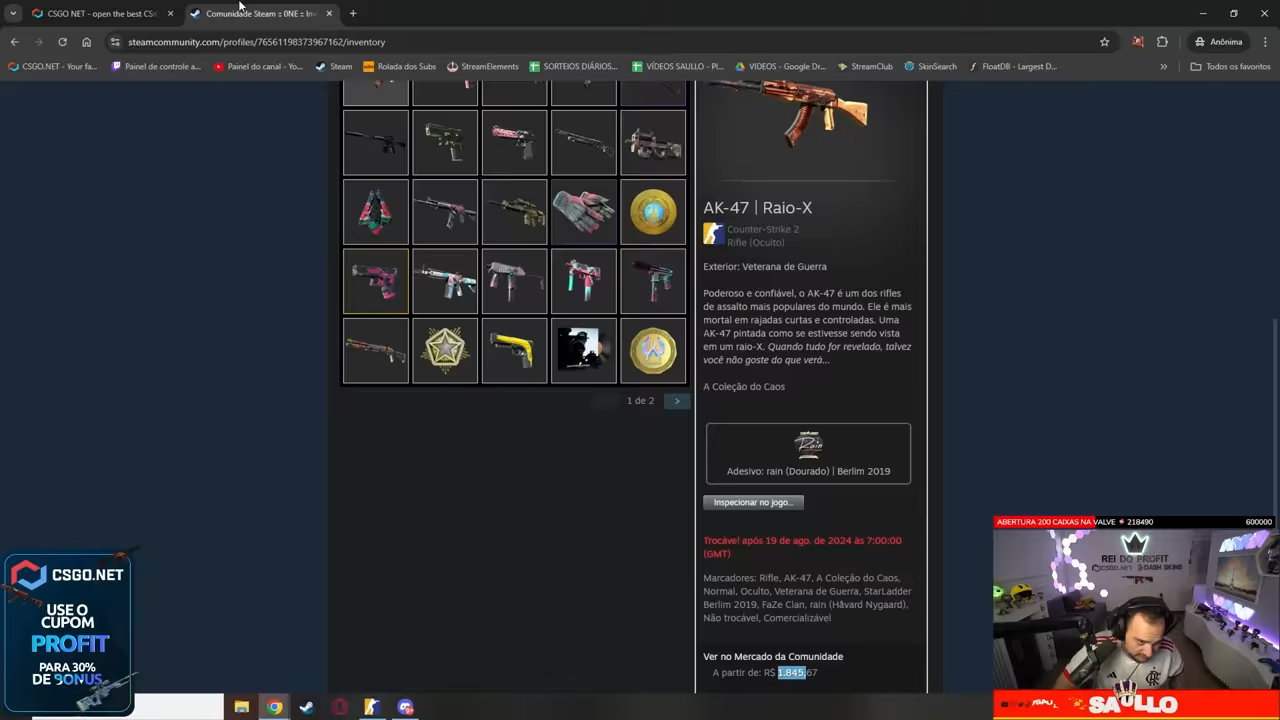 CSGO NET - open the best CS
Comunidade Steam :: 0NE :: In
steamcommunity.com/profiles/76561198373967162/inventory
Anônima
CSGO.NET - Your fa...
Painel de controle a...
Painel do canal - Yo...
Steam
Rolada dos Subs
StreamElements
SORTEIOS DIÁRIOS...
VÍDEOS SAULLO - Pl...
VIDEOS - Google Dr...
StreamClub
SkinSearch
FloatDB - Largest D...
Todos os favoritos
AK-47 | Raio-X
Counter-Strike 2
Rifle (Oculto)
Exterior: Veterana de Guerra
Poderoso e confiável, o AK-47 é um dos rifles
de assalto mais populares do mundo. Ele é mais
mortal em rajadas curtas e controladas. Uma
AK-47 pintada como se estivesse sendo vista
em um raio-X. Quando tudo for revelado, talvez
você não goste do que verá...
A Coleção do Caos
Adesivo: rain (Dourado) | Berlim 2019
Inspecionar no jogo...
Trocável após 19 de ago. de 2024 às 7:00:00
(GMT)
Marcadores: Rifle, AK-47, A Coleção do Caos,
Normal, Oculto, Veterana de Guerra, StarLadder
Berlim 2019, FaZe Clan, rain (Håvard Nygaard),
Não trocável, Comercializável
Ver no Mercado da Comunidade
A partir de: R$ 1.845,67
1 de 2
>
CSGO.NET
USE O
CUPOM
PROFIT
PARA 30%
DE BONUS
ABERTURA 200 CAIXAS NA VALVE
218490
600000
REI DO PROFIT
CSGO.NET
DASH SKINS
SAULLO